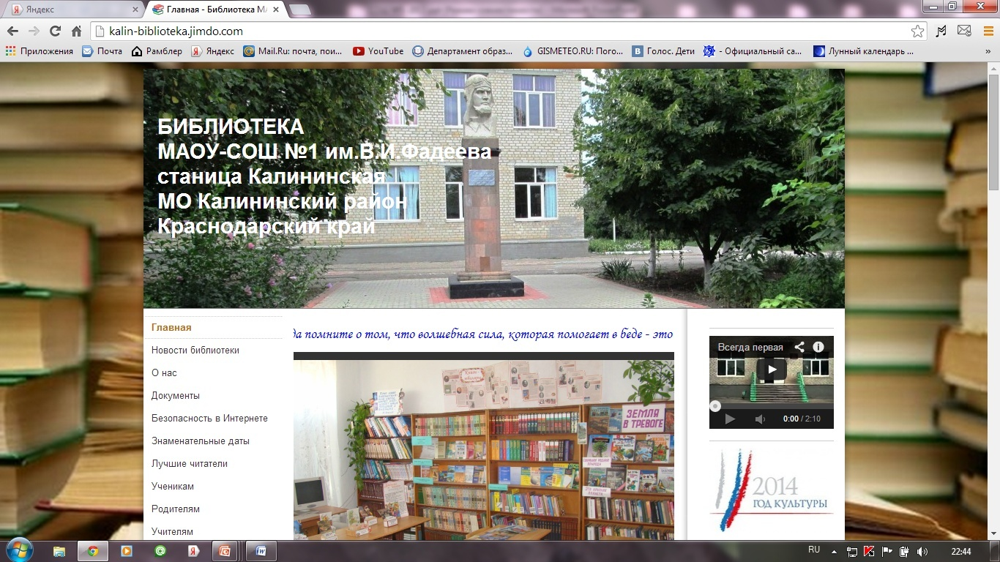 Яндекс
Главная - Библиотека МА
kalin-biblioteka.jimdo.com
Приложения
Почта
Рамблер
Яндекс
Mail.Ru: почта, пои...
YouTube
Департамент образ...
GISMETEO.RU: Пого...
Голос. Дети
- Официальный са...
Лунный календарь ...
»
БИБЛИОТЕКА
МАОУ-СОШ №1 им.В.И.Фадеева
станица Калининская
МО Калининский район
Краснодарский край
Главная
Новости библиотеки
О нас
Документы
Безопасность в Интернете
Знаменательные даты
Лучшие читатели
Ученикам
Родителям
Учителям
да помните о том, что волшебная сила, которая помогает в беде - это
ЗЕМЛЯ
В ТРЕВОГЕ
Всегда первая
0:00 / 2:10
2014
ГОД КУЛЬТУРЫ
RU
22:44